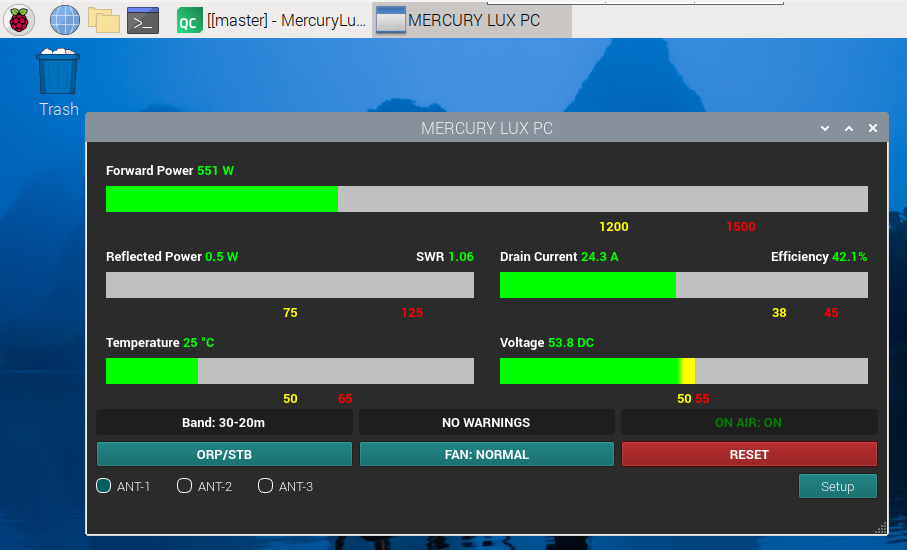 [[master] - MercuryLu... MERCURY LUX PC
Trash
MERCURY LUX PC
Forward Power 551 W
1200 1500
Reflected Power 0.5 W SWR 1.06 Drain Current 24.3 A Efficiency 42.1%
75 125 38 45
Temperature 25 °C Voltage 53.8 DC
50 65 50 55
Band: 30-20m NO WARNINGS ON AIR: ON
ORP/STB FAN: NORMAL RESET
ANT-1 ANT-2 ANT-3 Setup